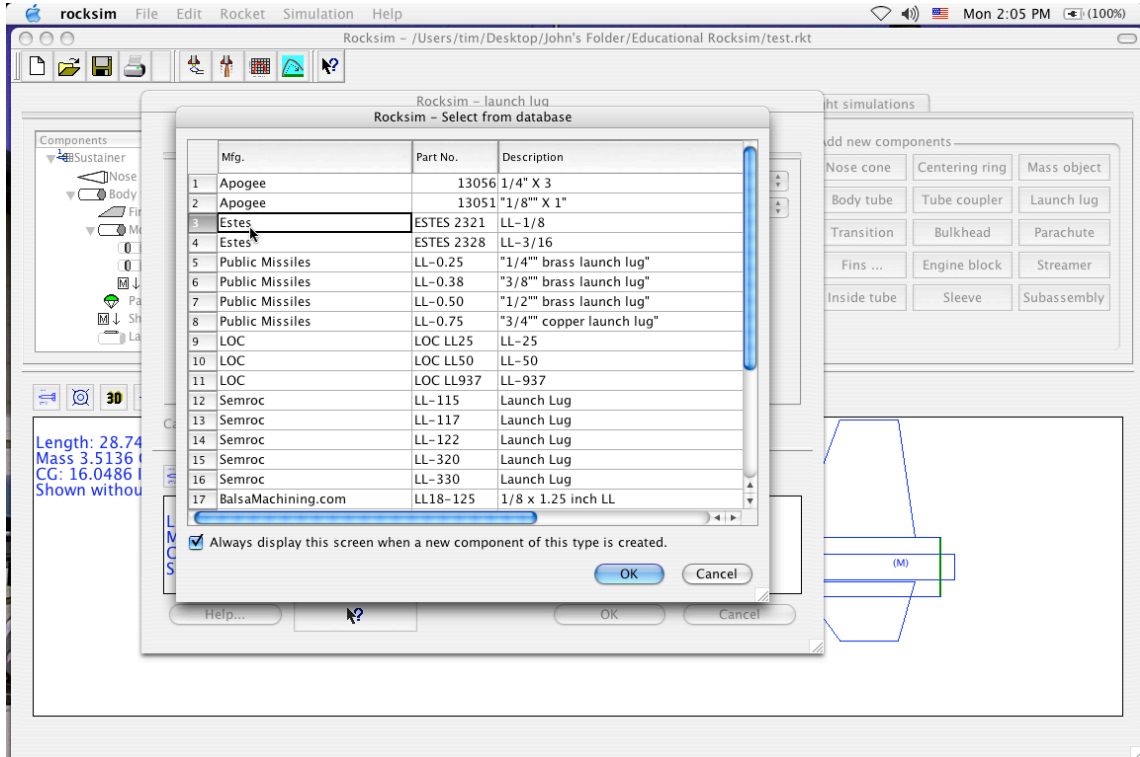 rocksim File Edit Rocket Simulation Help Mon 2:05 PM (100%)
Rocksim – /Users/tim/Desktop/John's Folder/Educational Rocksim/test.rkt
Rocksim – launch lug
ht simulations
Rocksim – Select from database
Components
Sustainer
Nose
Body
Fin
M
Pa
M Sh
La
dd new components
Nose cone Centering ring Mass object
Body tube Tube coupler Launch lug
Transition Bulkhead Parachute
Fins ... Engine block Streamer
Inside tube Sleeve Subassembly
Mfg. Part No. Description
1 Apogee 13056 1/4" X 3
2 Apogee 13051 "1/8"" X 1"
3 Estes ESTES 2321 LL-1/8
4 Estes ESTES 2328 LL-3/16
5 Public Missiles LL-0.25 "1/4"" brass launch lug"
6 Public Missiles LL-0.38 "3/8"" brass launch lug"
7 Public Missiles LL-0.50 "1/2"" brass launch lug"
8 Public Missiles LL-0.75 "3/4"" copper launch lug"
9 LOC LOC LL25 LL-25
10 LOC LOC LL50 LL-50
11 LOC LOC LL937 LL-937
12 Semroc LL-115 Launch Lug
13 Semroc LL-117 Launch Lug
14 Semroc LL-122 Launch Lug
15 Semroc LL-320 Launch Lug
16 Semroc LL-330 Launch Lug
17 BalsaMachining.com LL18-125 1/8 x 1.25 inch LL
Always display this screen when a new component of this type is created.
OK Cancel
3D
Length: 28.74
Mass 3.5136
CG: 16.0486
Shown withou
Ca
L
M
C
S
(M)
Help... ? OK Cancel